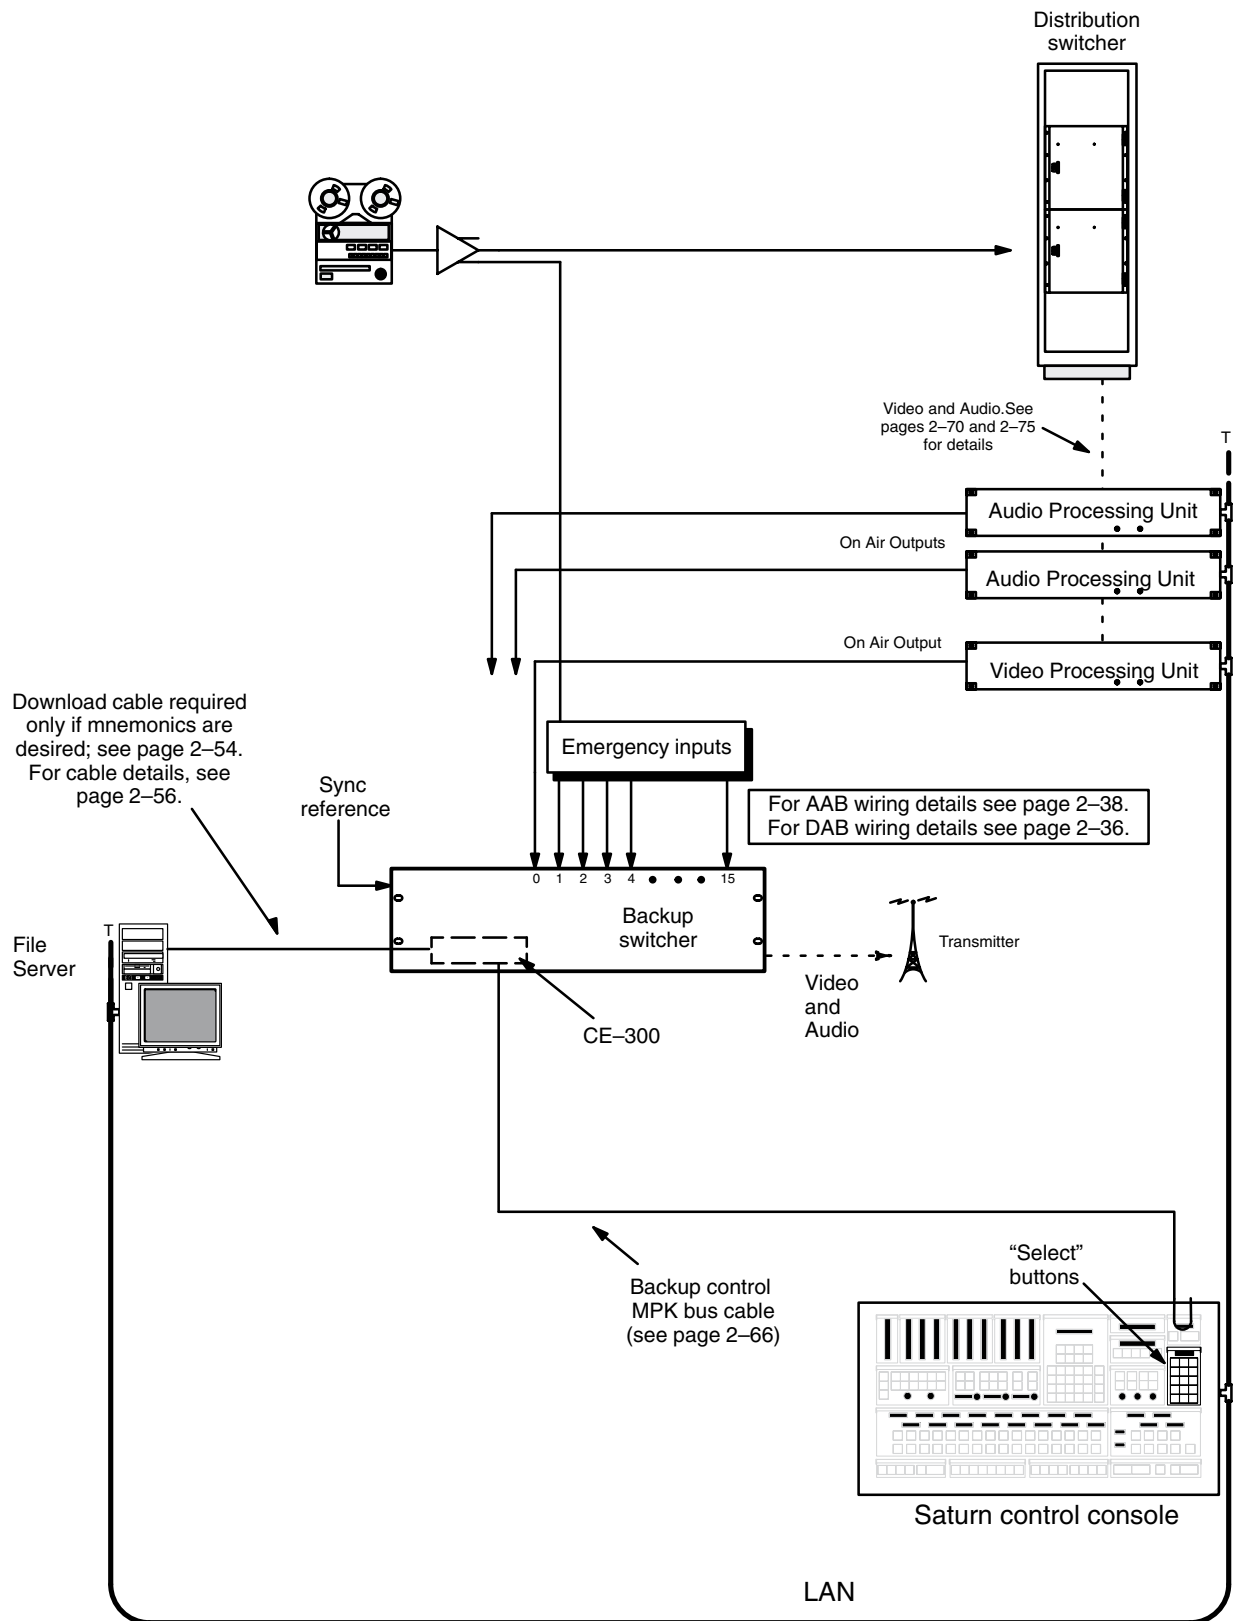 Distribution
switcher
Video and Audio.See
pages 2–70 and 2–75
for details
T
Audio Processing Unit
On Air Outputs
Audio Processing Unit
On Air Output
Video Processing Unit
Download cable required
only if mnemonics are
desired; see page 2–54.
For cable details, see
page 2–56.
Emergency inputs
Sync
reference
For AAB wiring details see page 2–38.
For DAB wiring details see page 2–36.
0 1 2 3 4 15
Backup
switcher
T
File
Server
Transmitter
Video
and
Audio
CE–300
Backup control
MPK bus cable
(see page 2–66)
“Select”
buttons
Saturn control console
LAN